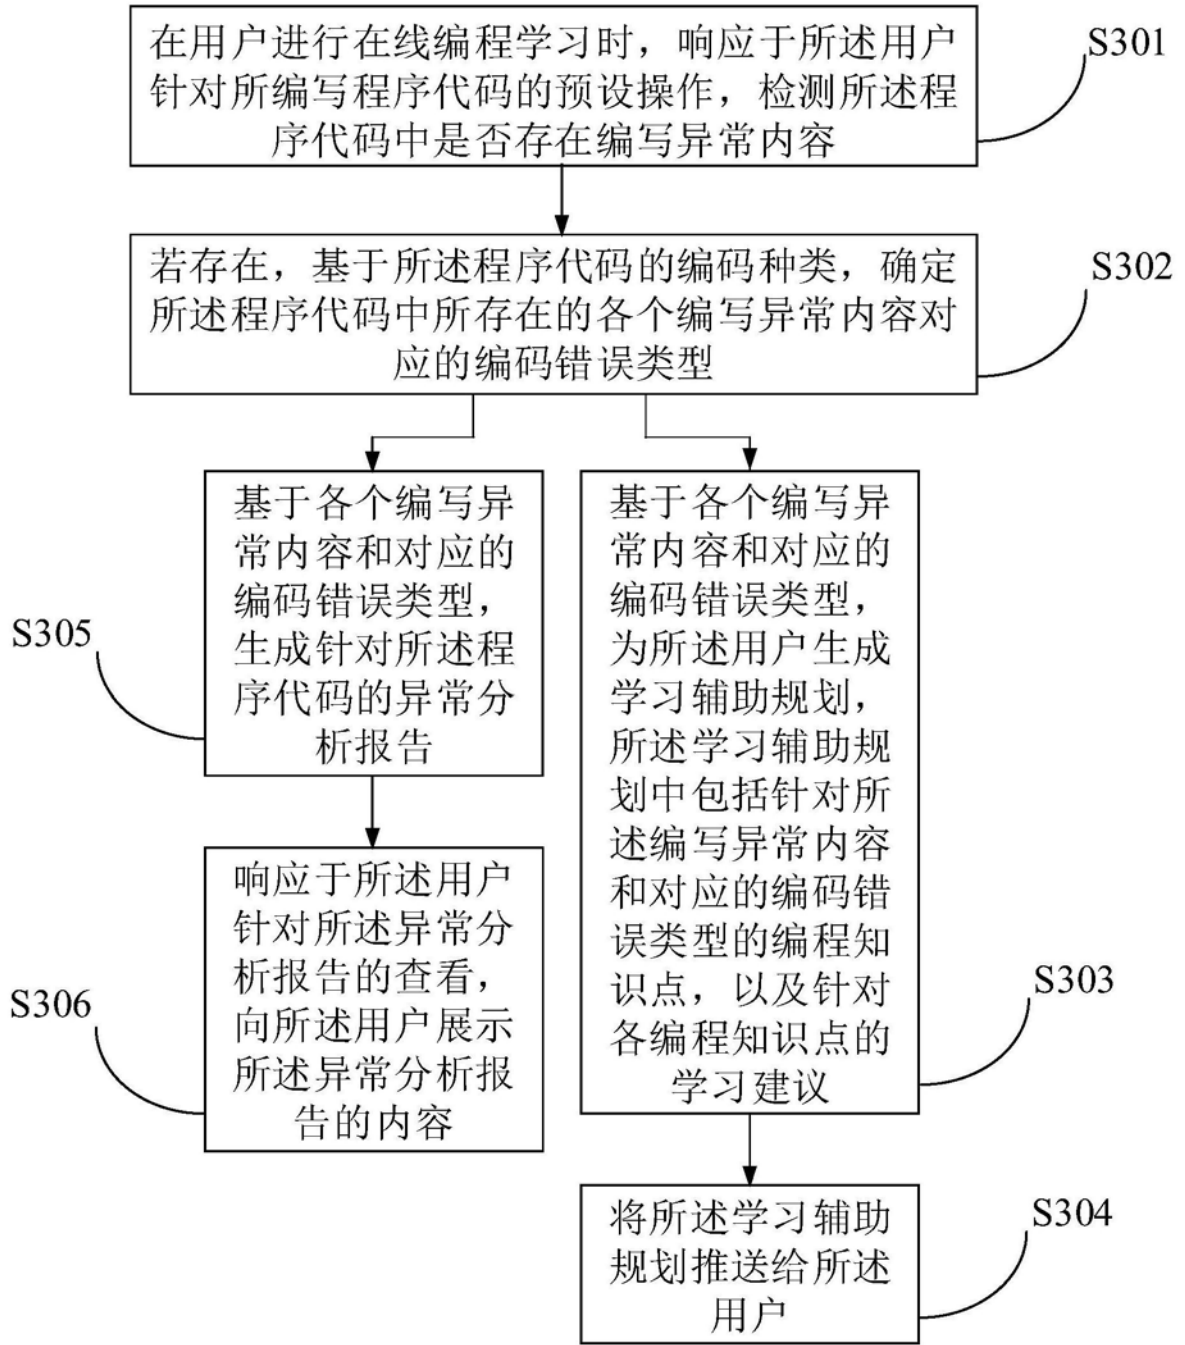 在用户进行在线编程学习时，响应于所述用户
针对所编写程序代码的预设操作，检测所述程
序代码中是否存在编写异常内容
S301
若存在，基于所述程序代码的编码种类，确定
所述程序代码中所存在的各个编写异常内容对
应的编码错误类型
S302
基于各个编写异
常内容和对应的
编码错误类型，
生成针对所述程
序代码的异常分
析报告
S305
响应于所述用户
针对所述异常分
析报告的查看，
向所述用户展示
所述异常分析报
告的内容
S306
基于各个编写异
常内容和对应的
编码错误类型，
为所述用户生成
学习辅助规划，
所述学习辅助规
划中包括针对所
述编写异常内容
和对应的编码错
误类型的编程知
识点，以及针对
各编程知识点的
学习建议
S303
将所述学习辅助
规划推送给所述
用户
S304